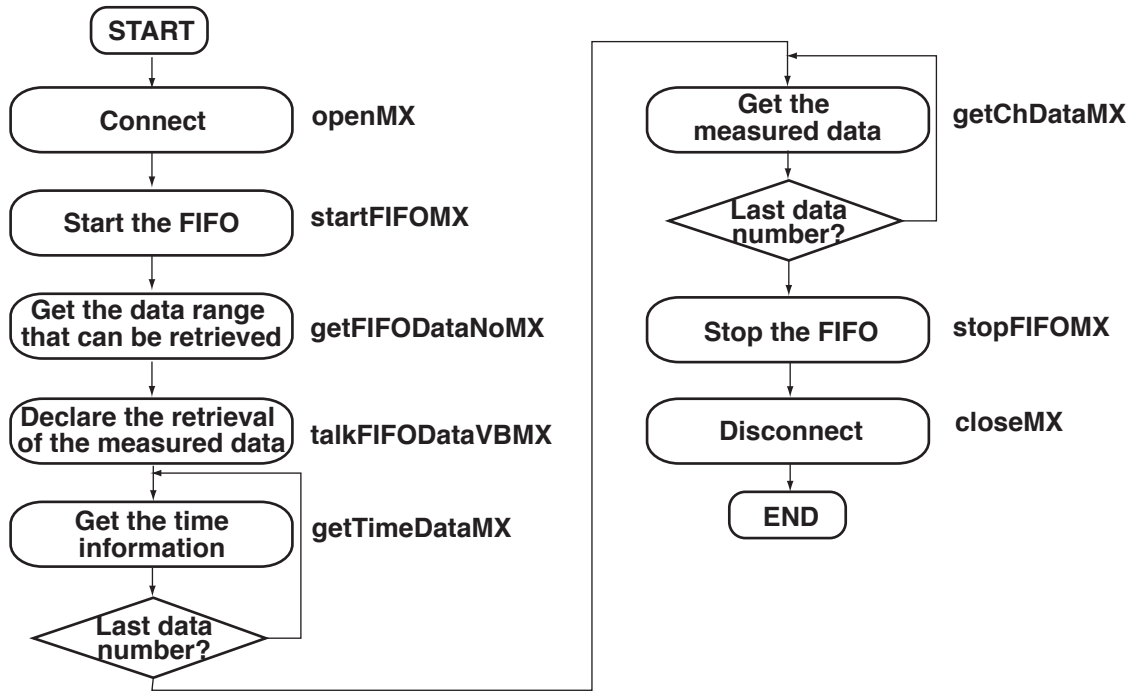 START
Connect
openMX
Start the FIFO
startFIFOMX
Get the data range
that can be retrieved
getFIFODataNoMX
Declare the retrieval
of the measured data
talkFIFODataVBMX
Get the time
information
getTimeDataMX
Last data
number?
Get the
measured data
getChDataMX
Last data
number?
Stop the FIFO
stopFIFOMX
Disconnect
closeMX
END